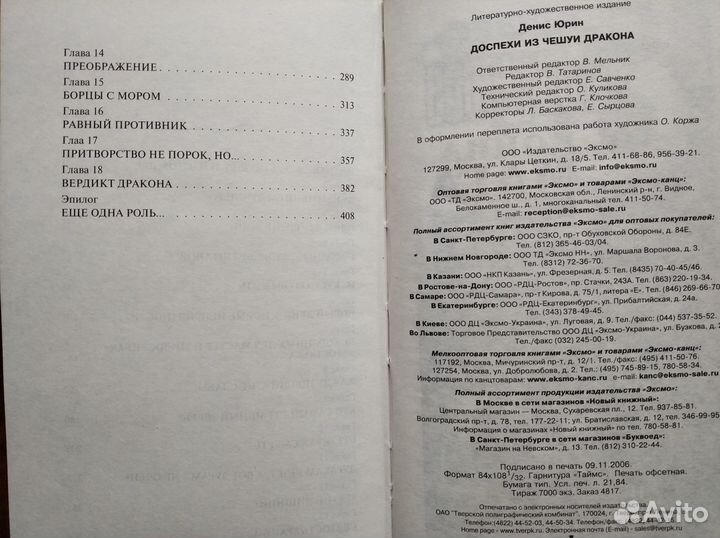 Глава 14
ПРЕОБРАЖЕНИЕ. . . . . . . . . . . . . . . . . . . . . . . . 289
Глава 15
БОРЦЫ С МОРОМ . . . . . . . . . . . . . . . . . . . . . . . 313
Глава 16
РАВНЫЙ ПРОТИВНИК . . . . . . . . . . . . . . . . . . . . 337
Глаа 17
ПРИТВОРСТВО НЕ ПОРОК, НО... . . . . . . . . . . . . . 357
Глава 18
ВЕРДИКТ ДРАКОНА . . . . . . . . . . . . . . . . . . . . . . 382
Эпилог
ЕЩЕ ОДНА РОЛЬ... . . . . . . . . . . . . . . . . . . . . . . 408
Литературно-художественное издание
Денис Юрин
ДОСПЕХИ ИЗ ЧЕШУИ ДРАКОНА
Ответственный редактор В. Мельник
Редактор В. Татаринов
Художественный редактор Е. Савченко
Технический редактор О. Куликова
Компьютерная верстка Г. Клочкова
Корректоры Л. Баскакова, Е. Сырцова
В оформлении переплета использована работа художника О. Коржа
ООО «Издательство «Эксмо»
127299, Москва, ул. Клары Цеткин, д. 18/5. Тел. 411-68-86, 956-39-21.
Home page: www.eksmo.ru E-mail: info@eksmo.ru
Оптовая торговля книгами «Эксмо» и товарами «Эксмо-канц»:
ООО «ТД «Эксмо». 142700, Московская обл., Ленинский р-н, г. Видное,
Белокаменное ш., д. 1, многоканальный тел. 411-50-74.
E-mail: reception@eksmo-sale.ru
Полный ассортимент книг издательства «Эксмо» для оптовых покупателей:
В Санкт-Петербурге: ООО СЗКО, пр-т Обуховской Обороны, д. 84Е.
Тел. (812) 365-46-03/04.
В Нижнем Новгороде: ООО ТД «Эксмо НН», ул. Маршала Воронова, д. 3.
Тел. (8312) 72-36-70.
В Казани: ООО «НКП Казань», ул. Фрезерная, д. 5. Тел. (8435) 70-40-45/46.
В Ростове-на-Дону: ООО «РДЦ-Ростов», пр. Стачки, 243А. Тел. (863) 220-19-34.
В Самаре: ООО «РДЦ-Самара», пр-т Кирова, д. 75/1, литера «Е». Тел. (846) 269-66-70
В Екатеринбурге: ООО «РДЦ-Екатеринбург», ул. Прибалтийская, д. 24а.
Тел. (343) 378-49-45.
В Киеве: ООО ДЦ «Эксмо-Украина», ул. Луговая, д. 9. Тел./факс: (044) 537-35-52.
Во Львове: Торговое Представительство ООО ДЦ «Эксмо-Украина», ул. Бузкова, д. 2
Тел./факс: (032) 245-00-19.
Мелкооптовая торговля книгами «Эксмо» и товарами «Эксмо-канц»:
117192, Москва, Мичуринский пр-т, д. 12/1. Тел./факс: (495) 411-50-76.
127254, Москва, ул. Добролюбова, д. 2. Тел.: (495) 745-89-15, 780-58-34.
Информация по канцтоварам: www.eksmo-kanc.ru e-mail: kanc@eksmo-sale.ru
Полный ассортимент продукции издательства «Эксмо»:
В Москве в сети магазинов «Новый книжный»:
Центральный магазин — Москва, Сухаревская пл., 12. Тел. 937-85-81.
Волгоградский пр-т, д. 78, тел. 177-22-11; ул. Братиславская, д. 12, тел. 346-99-95
Информация о магазинах «Новый книжный» по тел. 780-58-81.
В Санкт-Петербурге в сети магазинов «Буквоед»:
«Магазин на Невском», д. 13. Тел. (812) 310-22-44.
Подписано в печать 09.11.2006.
Формат 84x108 1/32. Гарнитура «Таймс». Печать офсетная.
Бумага тип. Усл. печ. л. 21,84.
Тираж 7000 экз. Заказ 4817.
Отпечатано с электронных носителей издательства.
ОАО "Тверской полиграфический комбинат". 170024, г.
Телефон: (4822) 44-52-03, 44-50-34, Телефон/факс
Home page - www.tverpk.ru Электронная почта (E-mail) - sales@tverpk.ru
Avito